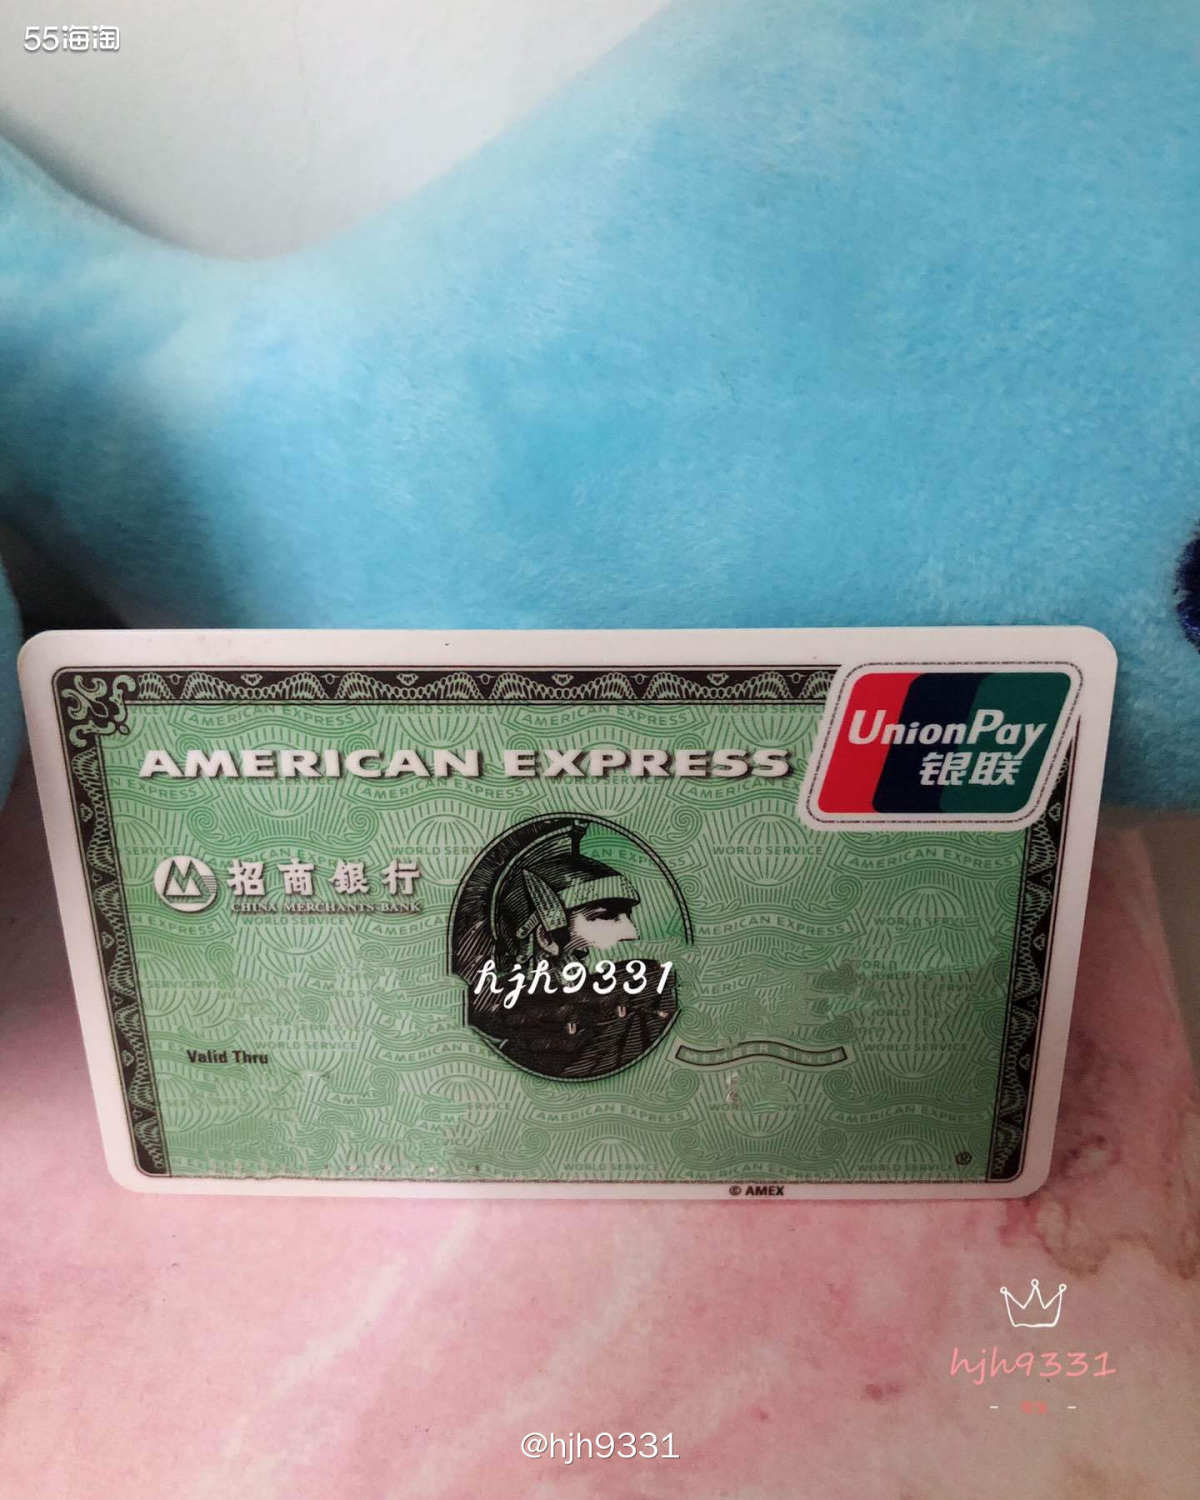 55海淘
AMERICAN EXPRESS
UnionPay
银联
招商银行
CHINA MERCHANTS BANK
hjh9331
Valid Thru
© AMEX
hjh9331
@hjh9331